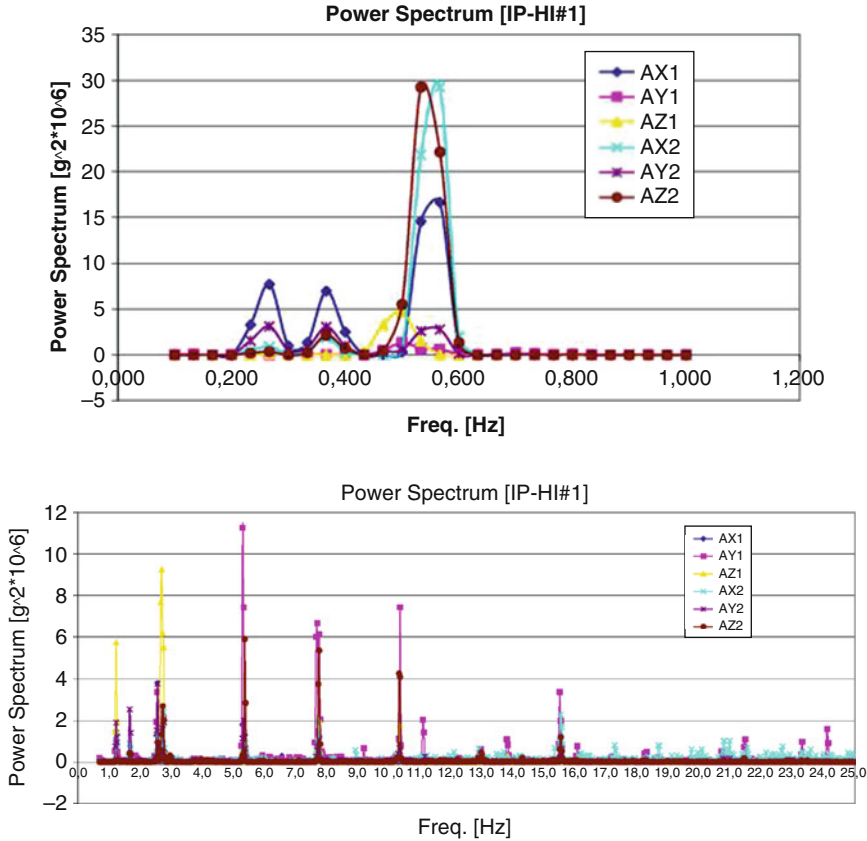 Power Spectrum [IP-HI#1]
Power Spectrum [g^2*10^6]
35
30
25
20
15
10
5
0
–5
0,000 0,200 0,400 0,600 0,800 1,000 1,200
Freq. [Hz]
AX1
AY1
AZ1
AX2
AY2
AZ2
Power Spectrum [IP-HI#1]
Power Spectrum [g^2*10^6]
12
10
8
6
4
2
0
–2
0,0 1,0 2,0 3,0 4,0 5,0 6,0 7,0 8,0 9,0 10,0 11,0 12,0 13,0 14,0 15,0 16,0 17,0 18,0 19,0 20,0 21,0 22,0 23,0 24,0 25,0
Freq. [Hz]
AX1
AY1
AZ1
AX2
AY2
AZ2